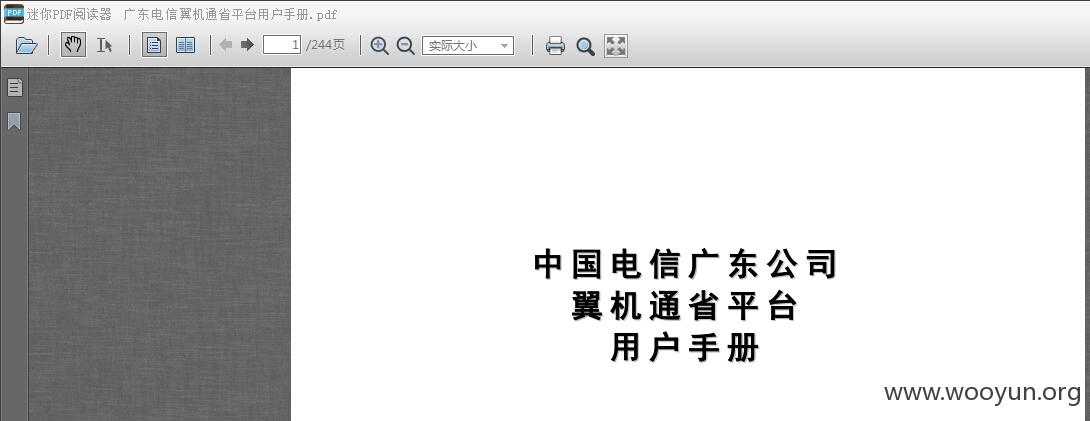 PDF 迷你PDF阅读器 广东电信翼机通省平台用户手册.pdf
1 /244页 实际大小
中国电信广东公司
翼机通省平台
用户手册
www.wooyun.org